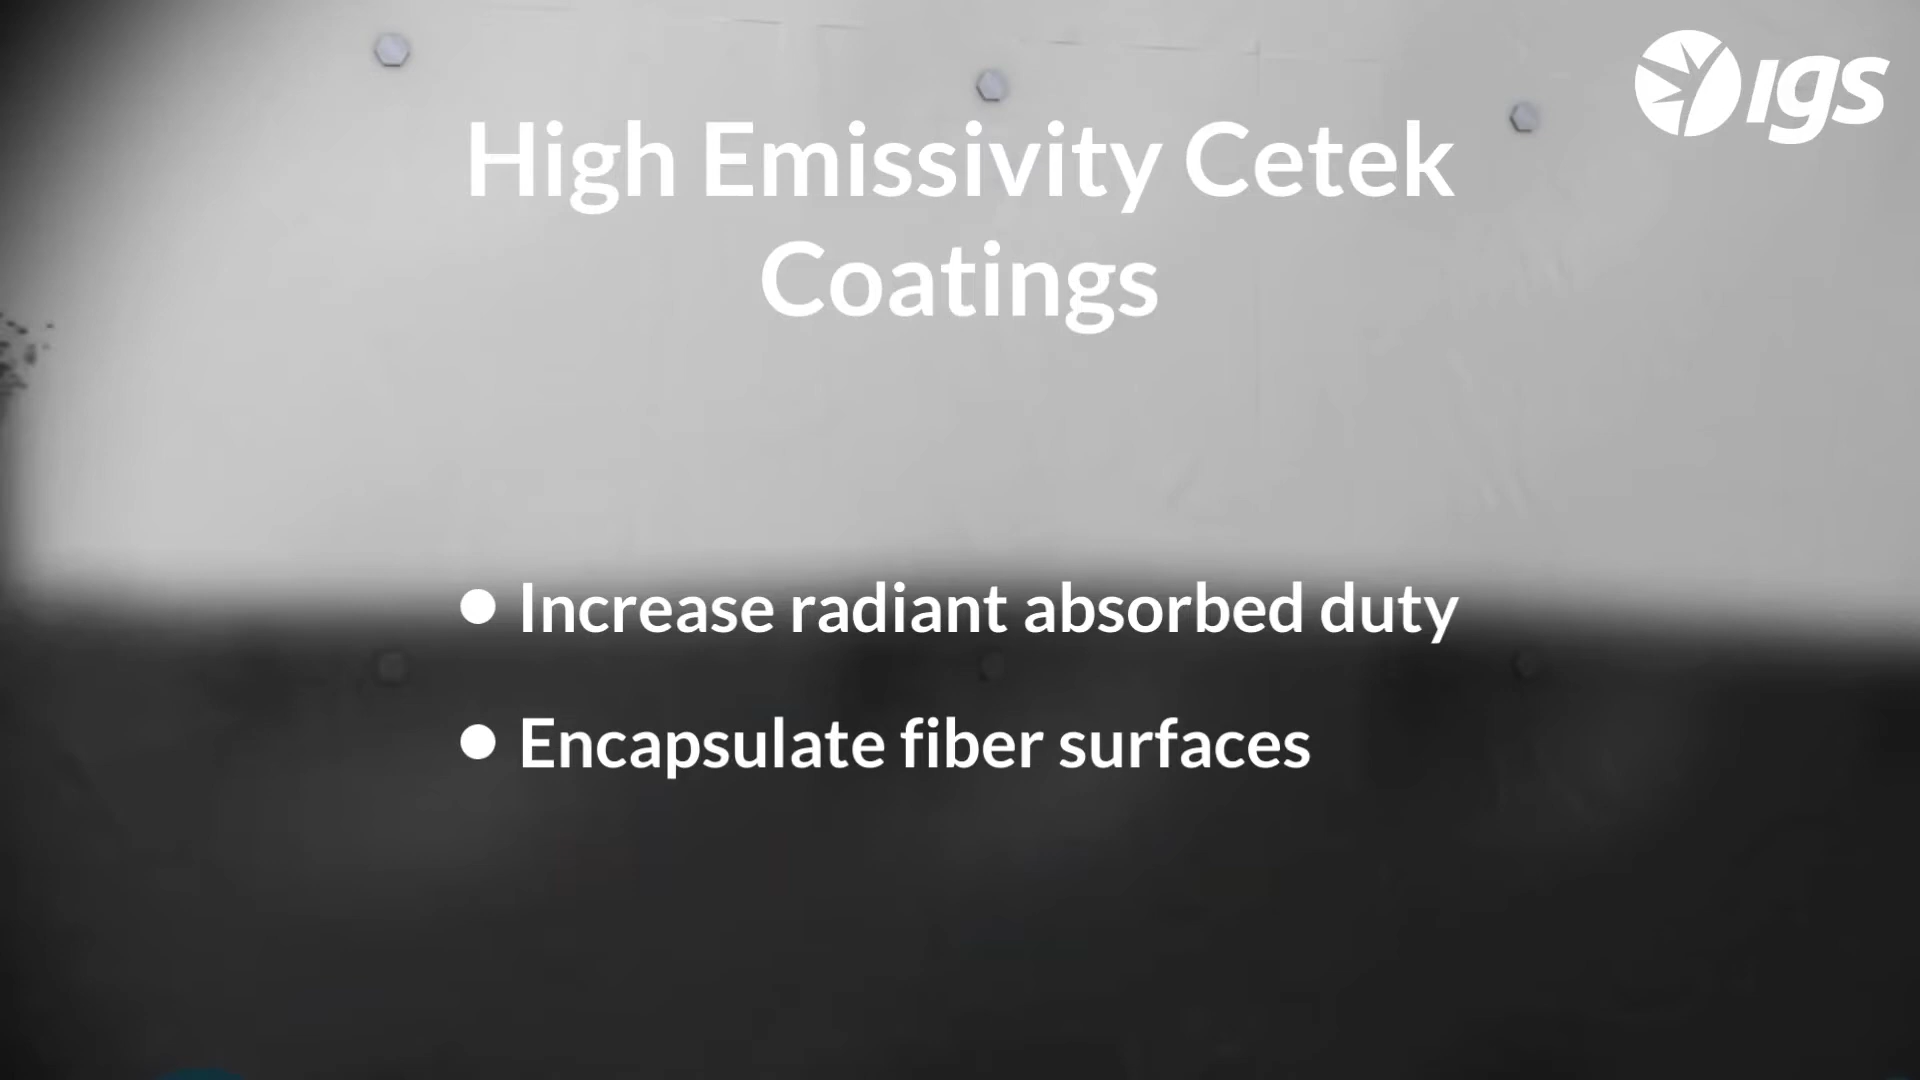 igs
High Emissivity Cetek
Coatings
● Increase radiant absorbed duty
● Encapsulate fiber surfaces